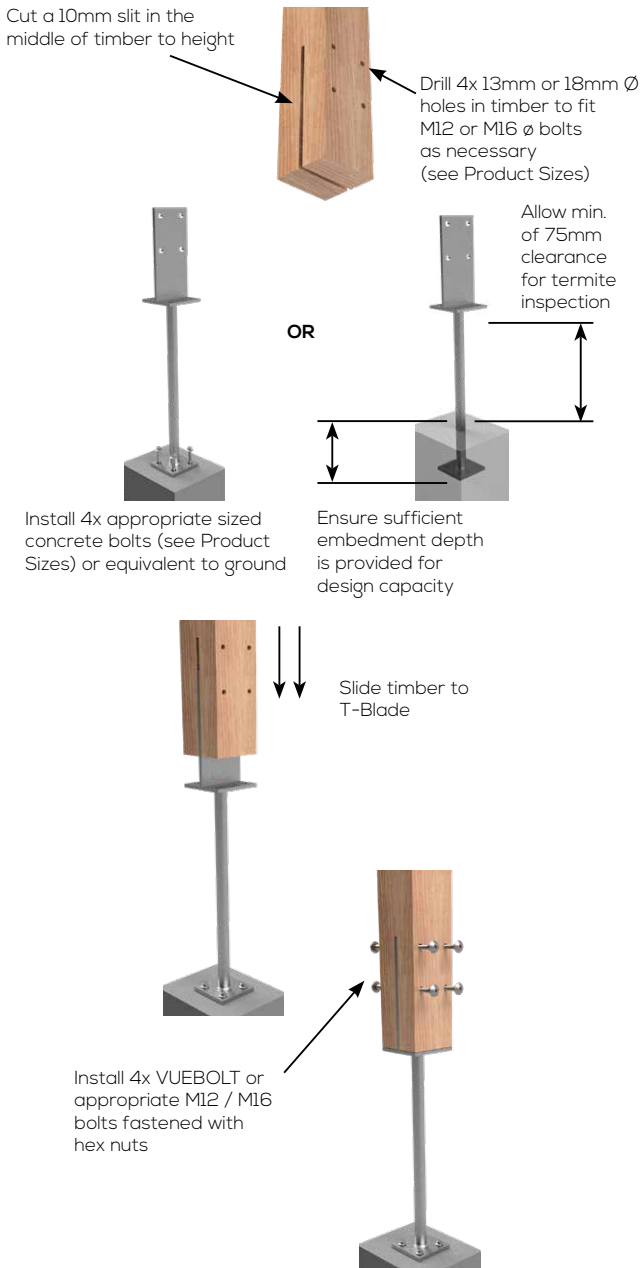 Cut a 10mm slit in the
middle of timber to height
Drill 4x 13mm or 18mm Ø
holes in timber to fit
M12 or M16 ø bolts
as necessary
(see Product Sizes)
Allow min.
of 75mm
clearance
for termite
inspection
OR
Install 4x appropriate sized
concrete bolts (see Product
Sizes) or equivalent to ground
Ensure sufficient
embedment depth
is provided for
design capacity
Slide timber to
T-Blade
Install 4x VUEBOLT or
appropriate M12 / M16
bolts fastened with
hex nuts